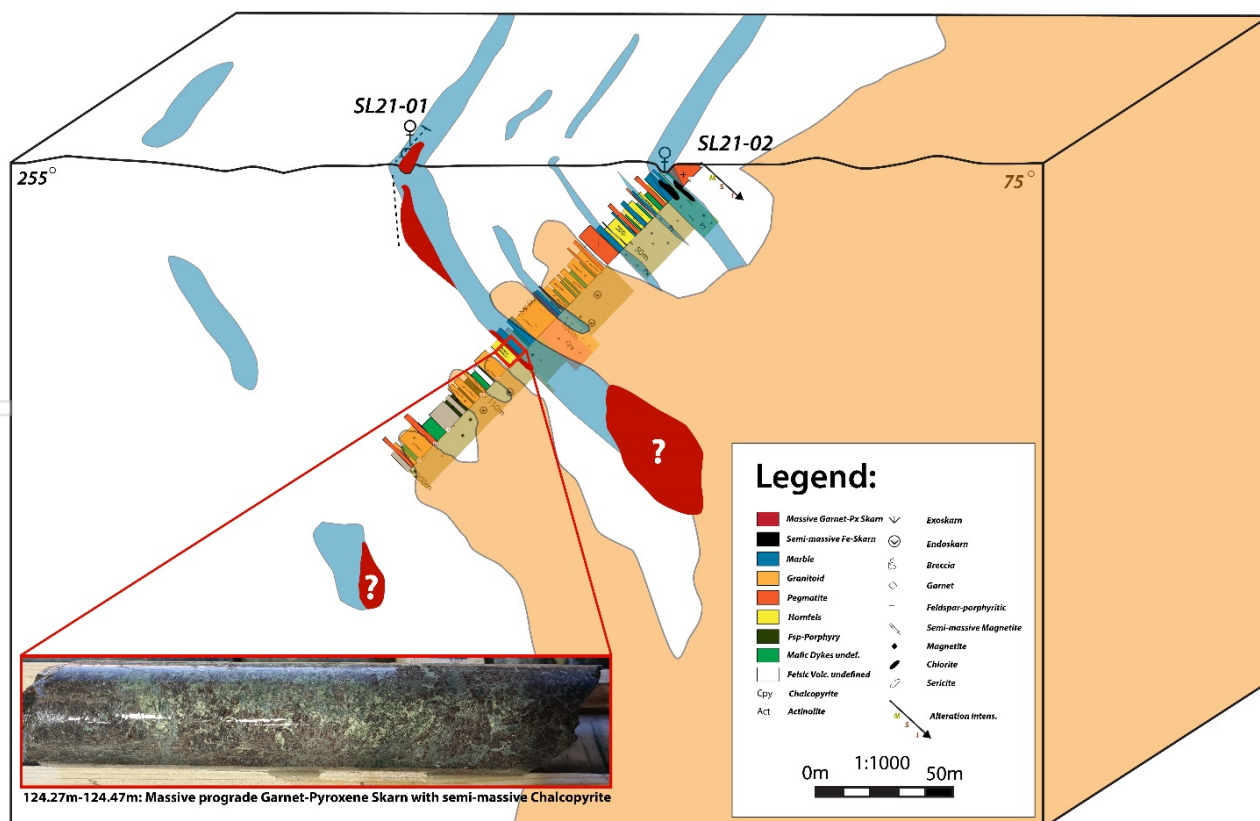 SL21-01
SL21-02
255°
75°
50m
Cpy
150m
200m
?
?
Legend:
Massive Garnet-Px Skarn
Semi-massive Fe-Skarn
Marble
Granitoid
Pegmatite
Hornfels
Fsp-Porphyry
Mafic Dykes undef.
Felsic Volc. undefined
Cpy Chalcopyrite
Act Actinolite
Exoskarn
Endoskarn
Breccia
Garnet
Feldspar-porphyritic
Semi-massive Magnetite
Magnetite
Chlorite
Sericite
M S I Alteration intens.
M S I
1:1000
0m 50m
124.27m-124.47m: Massive prograde Garnet-Pyroxene Skarn with semi-massive Chalcopyrite